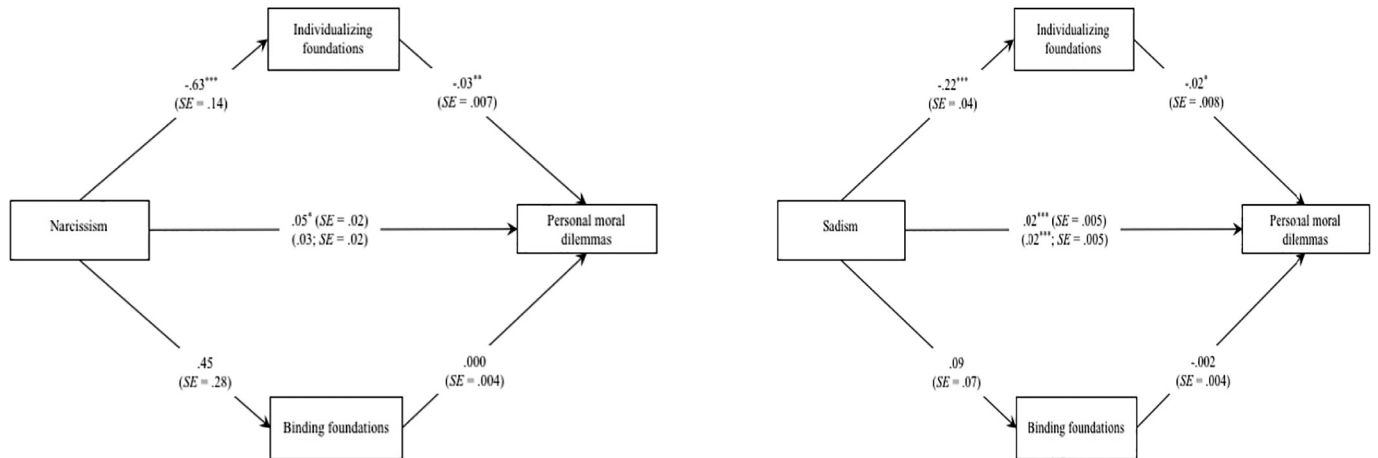 Individualizing
foundations
-.63***
(SE = .14)
-.03**
(SE = .007)
Narcissism
.05* (SE = .02)
(.03; SE = .02)
Personal moral
dilemmas
.45
(SE = .28)
.000
(SE = .004)
Binding foundations
Individualizing
foundations
-.22***
(SE = .04)
-.02*
(SE = .008)
Sadism
.02*** (SE = .005)
(.02***; SE = .005)
Personal moral
dilemmas
.09
(SE = .07)
-.002
(SE = .004)
Binding foundations